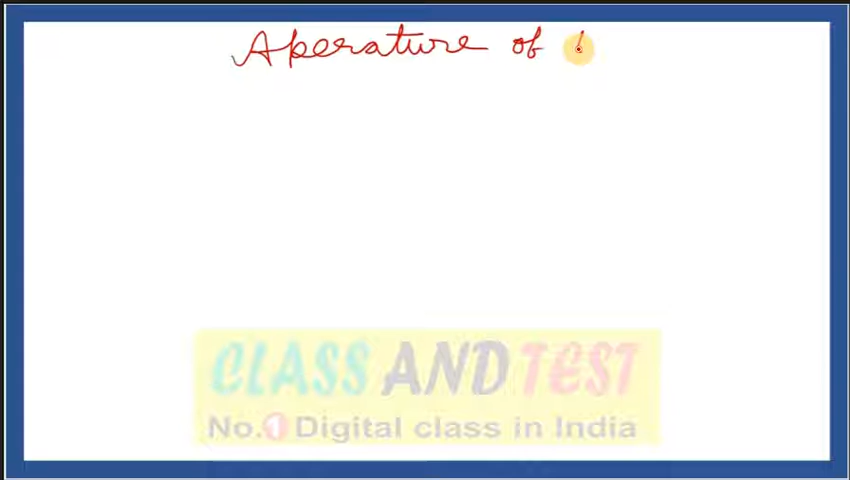 Aperature of
CLASS AND TEST
No.1 Digital class in India